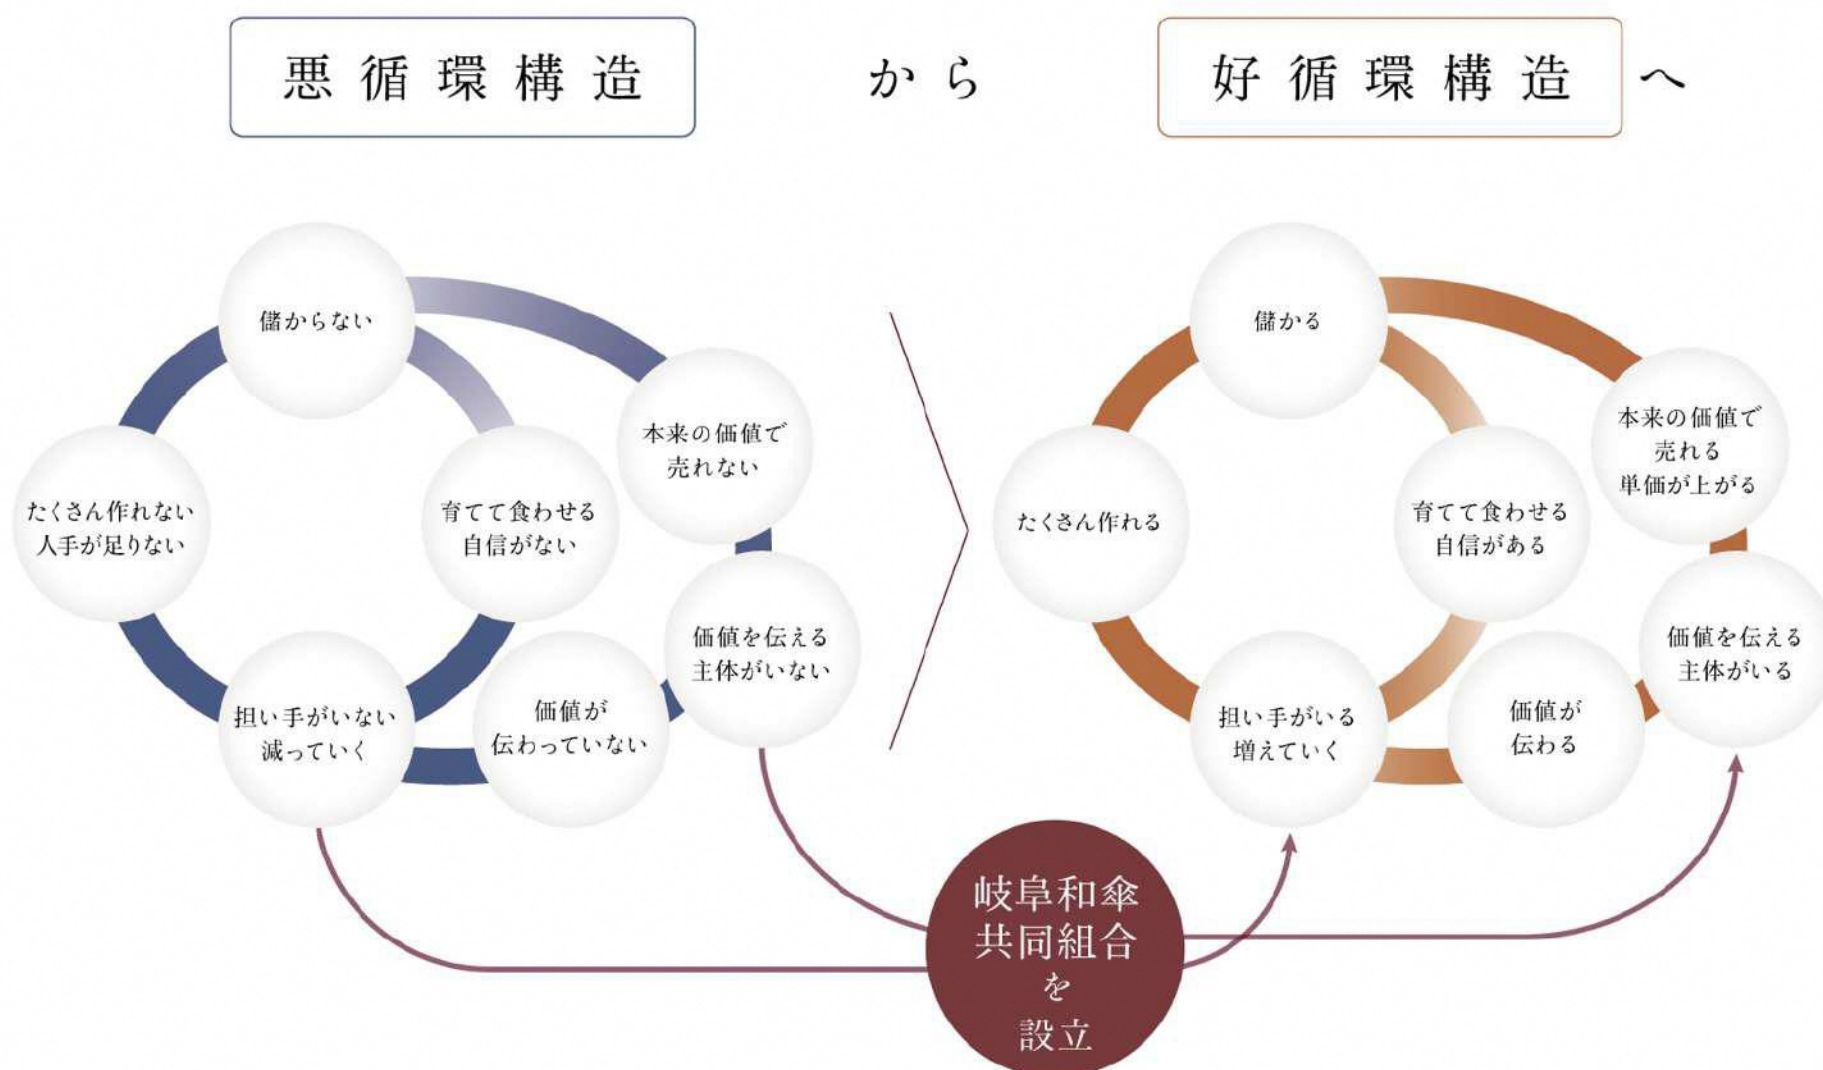 悪循環構造 から 好循環構造 へ
儲からない
本来の価値で
売れない
たくさん作れない
人手が足りない
育てて食わせる
自信がない
価値を伝える
主体がいない
担い手がいない
減っていく
価値が
伝わっていない
儲かる
本来の価値で
売れる
単価が上がる
たくさん作れる
育てて食わせる
自信がある
価値を伝える
主体がいる
担い手がいる
増えていく
価値が
伝わる
岐阜和傘
共同組合
を
設立